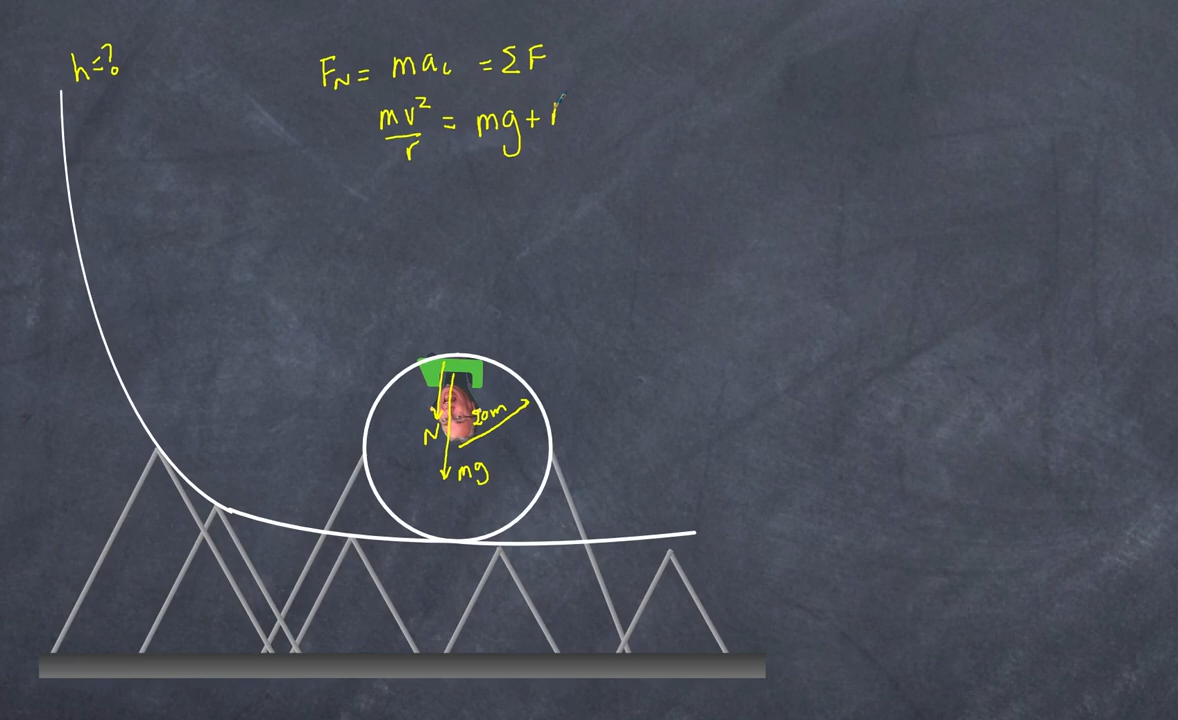 h=?
F_N = ma_c = ΣF
mv²/r = mg +
20m
N
mg